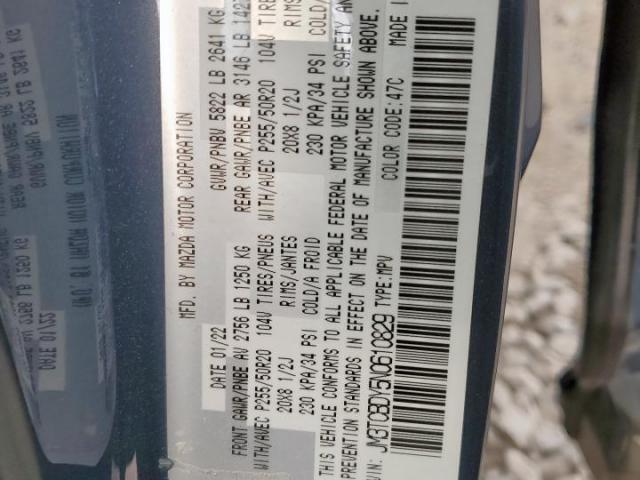 MFD. BY MAZDA MOTOR CORPORATION
DATE 01/22 GVWR/PNBV 5822 LB 2641 KG
FRONT GAWR/PNBE AV 2756 LB 1250 KG REAR GAWR/PNBE AR 3146 LB 1427
WITH/AVEC P255/50R20 104V TIRES/PNEUS WITH/AVEC P255/50R20 104V TIRE
20X8 1/2J RIMS/JANTES 20X8 1/2J RIMS
230 KPA/34 PSI COLD/A FROID 230 KPA/34 PSI COLD/
THIS VEHICLE CONFORMS TO ALL APPLICABLE FEDERAL MOTOR VEHICLE SAFETY AN
PREVENTION STANDARDS IN EFFECT ON THE DATE OF MANUFACTURE SHOWN ABOVE.
VIN: JM3TCBDY5N0610829 TYPE:MPV COLOR CODE:47C MADE I